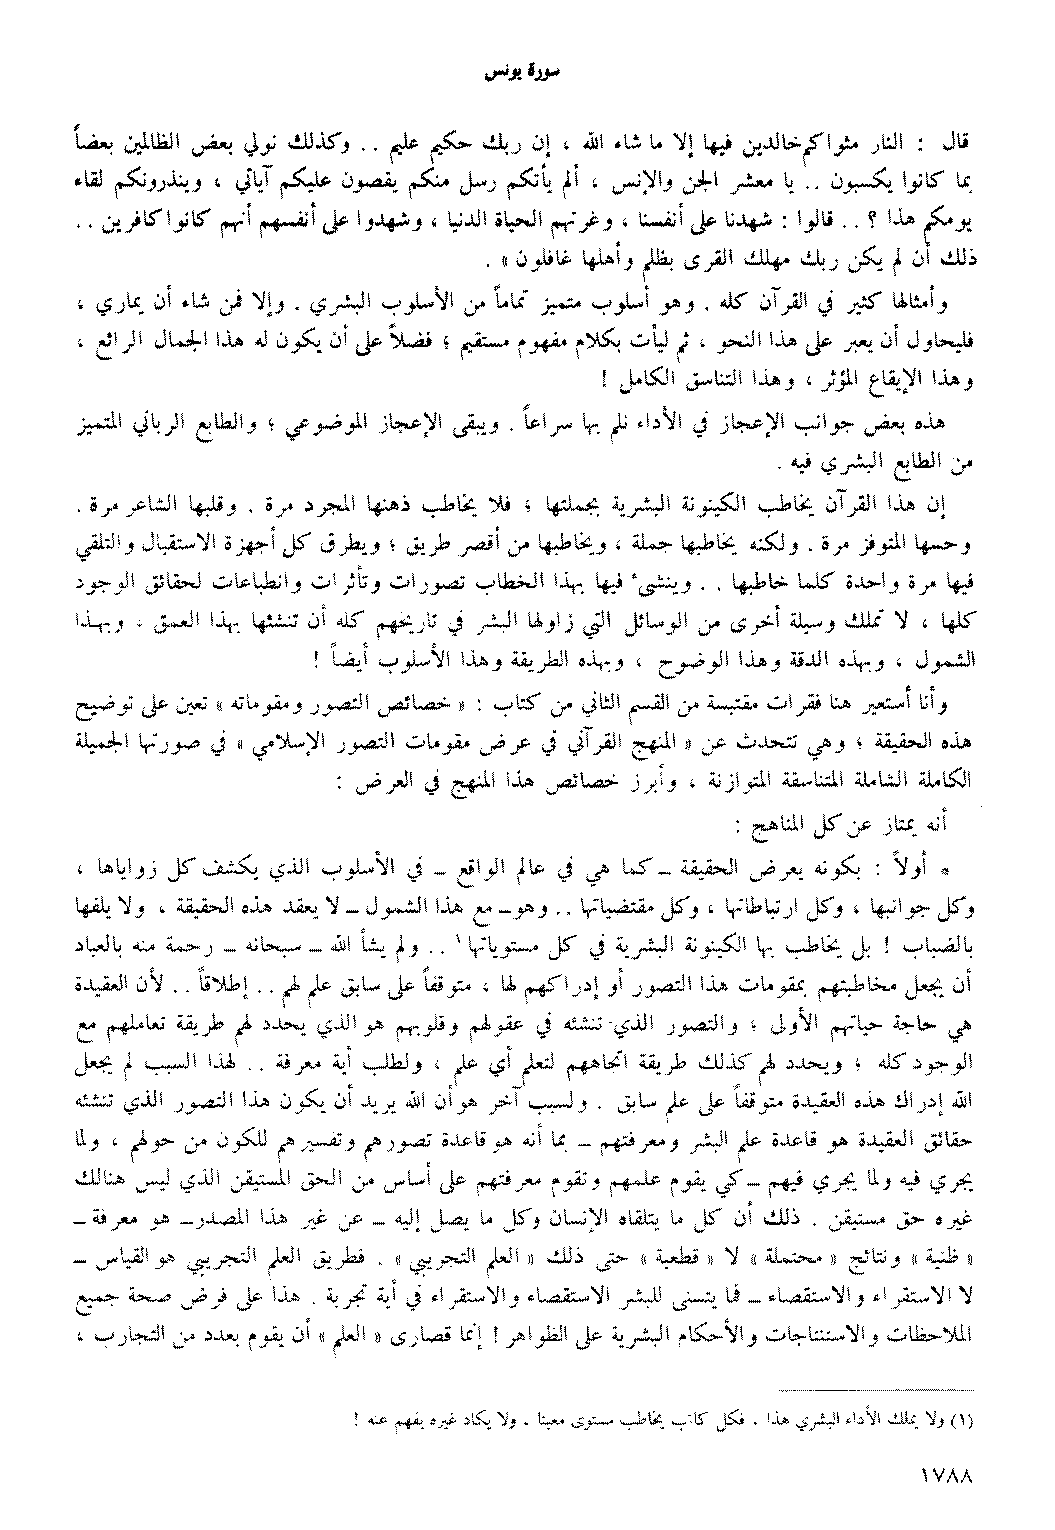 سورة يونس
قال : النار مثواكم خالدين فيها إلا ما شاء الله ، إن ربك حكيم عليم .. وكذلك نولي بعض الظالمين بعضاً
بما كانوا يكسبون .. يا معشر الجن والإنس ، ألم يأتكم رسل منكم يقصون عليكم آياتي ، وينذرونكم لقاء
يومكم هذا ؟ .. قالوا : شهدنا على أنفسنا ، وغرتهم الحياة الدنيا ، وشهدوا على أنفسهم أنهم كانوا كافرين ..
ذلك أن لم يكن ربك مهلك القرى بظلم وأهلها غافلون » .
وأمثالها كثير في القرآن كله . وهو أسلوب متميز تماماً من الأسلوب البشري . وإلا فمن شاء أن يماري ،
فليحاول أن يعبر على هذا النحو ، ثم ليأت بكلام مفهوم مستقيم ؛ فضلاً على أن يكون له هذا الجمال الرائع ،
وهذا الإيقاع المؤثر ، وهذا التناسق الكامل !
هذه بعض جوانب الإعجاز في الأداء نلم بها سراعاً . ويبقى الإعجاز الموضوعي ؛ والطابع الرباني المتميز
من الطابع البشري فيه .
إن هذا القرآن يخاطب الكينونة البشرية بجملتها ؛ فلا يخاطب ذهنها المجرد مرة . وقلبها الشاعر مرة .
وحسها المتوفز مرة . ولكنه يخاطبها جملة ، ويخاطبها من أقصر طريق ؛ ويطرق كل أجهزة الاستقبال والتلقي
فيها مرة واحدة كلما خاطبها . . وينشىء فيها بهذا الخطاب تصورات وتأثرات وانطباعات لحقائق الوجود
كلها ، لا تملك وسيلة أخرى من الوسائل التي زاولها البشر في تاريخهم كله أن تنشئها بهذا العمق ، وبهـذا
الشمول ، وبهذه الدقة وهذا الوضوح ، وبهذه الطريقة وهذا الأسلوب أيضاً !
وأنا أستعير هنا فقرات مقتبسة من القسم الثاني من كتاب : « خصائص التصور ومقوماته » تعين على توضيح
هذه الحقيقة ؛ وهي تتحدث عن « المنهج القرآني في عرض مقومات التصور الإسلامي » في صورتها الجميلة
الكاملة الشاملة المتناسقة المتوازنة ، وأبرز خصائص هذا المنهج في العرض :
أنه يمتاز عن كل المناهج :
« أولاً : بكونه يعرض الحقيقة – كما هي في عالم الواقع – في الأسلوب الذي يكشف كل زواياها ،
وكل جوانبها ، وكل ارتباطاتها ، وكل مقتضياتها .. وهو – مع هذا الشمول – لا يعقد هذه الحقيقة ، ولا يلفها
بالضباب ! بل يخاطب بها الكينونة البشرية في كل مستوياتها ١ .. ولم يشأ الله – سبحانه – رحمة منه بالعباد
أن يجعل مخاطبتهم بمقومات هذا التصور أو إدراكهم لها ، متوقفاً على سابق علم لهم .. إطلاقاً .. لأن العقيدة
هي حاجة حياتهم الأولى ؛ والتصور الذي تنشئه في عقولهم وقلوبهم هو الذي يحدد لهم طريقة تعاملهم مع
الوجود كله ؛ ويحدد لهم كذلك طريقة اتجاههم لتعلم أي علم ، ولطلب أية معرفة .. لهذا السبب لم يجعل
الله إدراك هذه العقيدة متوقفاً على علم سابق . ولسبب آخر هو أن الله يريد أن يكون هذا التصور الذي تنشئه
حقائق العقيدة هو قاعدة علم البشر ومعرفتهم – بما أنه هو قاعدة تصورهم وتفسيرهم للكون من حولهم ، ولما
يجري فيه ولما يجري فيهم – كي يقوم علمهم وتقوم معرفتهم على أساس من الحق المستيقن الذي ليس هنالك
غيره حق مستيقن . ذلك أن كل ما يتلقاه الإنسان وكل ما يصل إليه – عن غير هذا المصدر – هو معرفة –
« ظنية » ونتائج « محتملة » لا « قطعية » حتى ذلك « العلم التجريبي » . فطريق العلم التجريبي هو القياس –
لا الاستقراء والاستقصاء – فما يتسنى للبشر الاستقصاء والاستقراء في أية تجربة . هذا على فرض صحة جميع
الملاحظات والاستنتاجات والأحكام البشرية على الظواهر ! إنما قصارى « العلم » أن يقوم بعدد من التجارب ،
(١) ولا يملك الأداء البشري هذا . فكل كاتب يخاطب مستوى معينا . ولا يكاد غيره يفهم عنه !
١٧٨٨